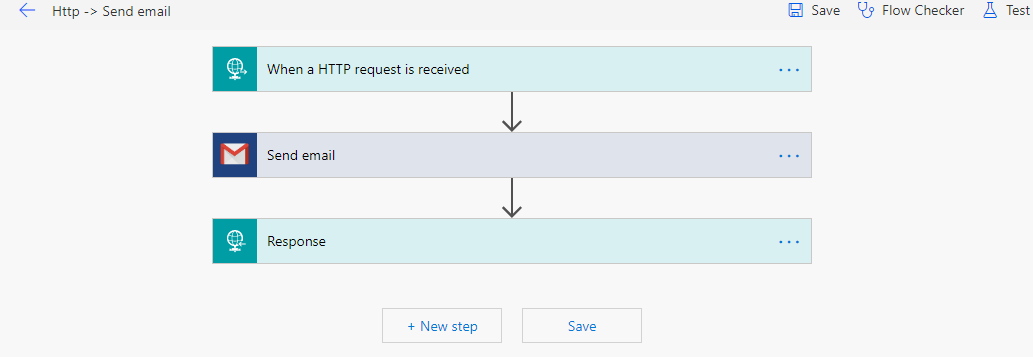 Http -> Send email
Save
Flow Checker
Test
When a HTTP request is received
Send email
Response
+ New step
Save